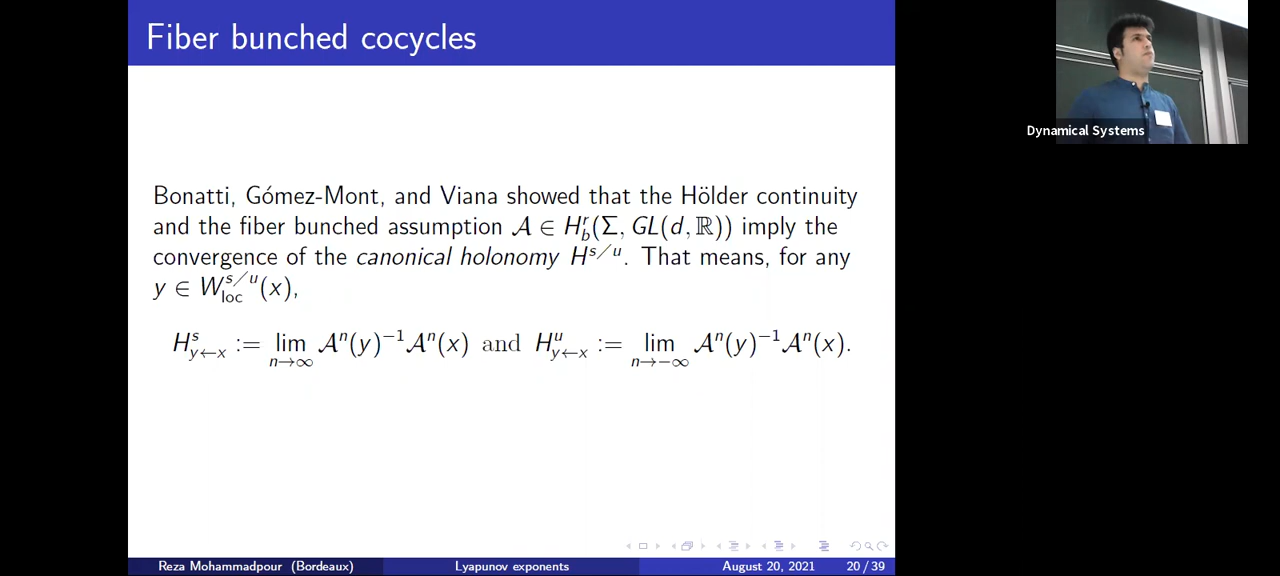 Fiber bunched cocycles
Dynamical Systems
Bonatti, Gómez-Mont, and Viana showed that the Hölder continuity
and the fiber bunched assumption 𝒜 ∈ H_b^r(Σ, GL(d, ℝ)) imply the
convergence of the canonical holonomy H^{s/u}. That means, for any
y ∈ W_loc^{s/u}(x),
H^s_{y←x} := lim_{n→∞} 𝒜^n(y)^{−1}𝒜^n(x) and H^u_{y←x} := lim_{n→−∞} 𝒜^n(y)^{−1}𝒜^n(x).
Reza Mohammadpour (Bordeaux) Lyapunov exponents August 20, 2021 20 / 39